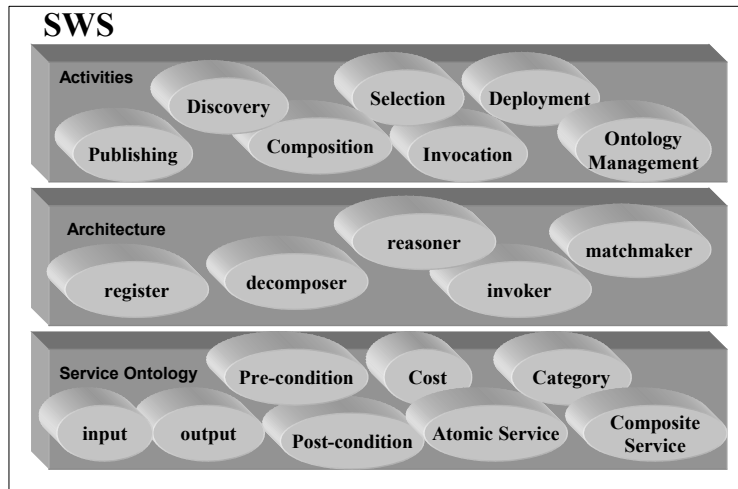 SWS
Activities
Discovery
Selection
Deployment
Publishing
Composition
Invocation
Ontology
Management
Architecture
reasoner
matchmaker
register
decomposer
invoker
Service Ontology
Pre-condition
Cost
Category
input
output
Post-condition
Atomic Service
Composite
Service